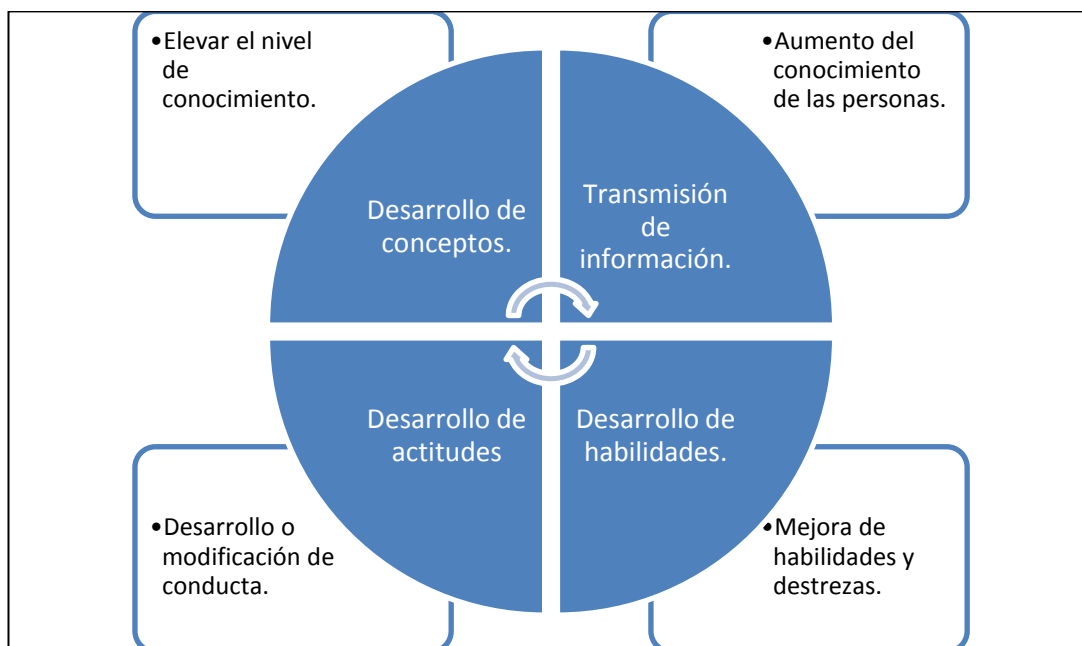 •Elevar el nivel
de
conocimiento.
•Aumento del
conocimiento
de las personas.
Desarrollo de
conceptos.
Transmisión
de
información.
Desarrollo de
actitudes
Desarrollo de
habilidades.
•Desarrollo o
modificación de
conducta.
•Mejora de
habilidades y
destrezas.